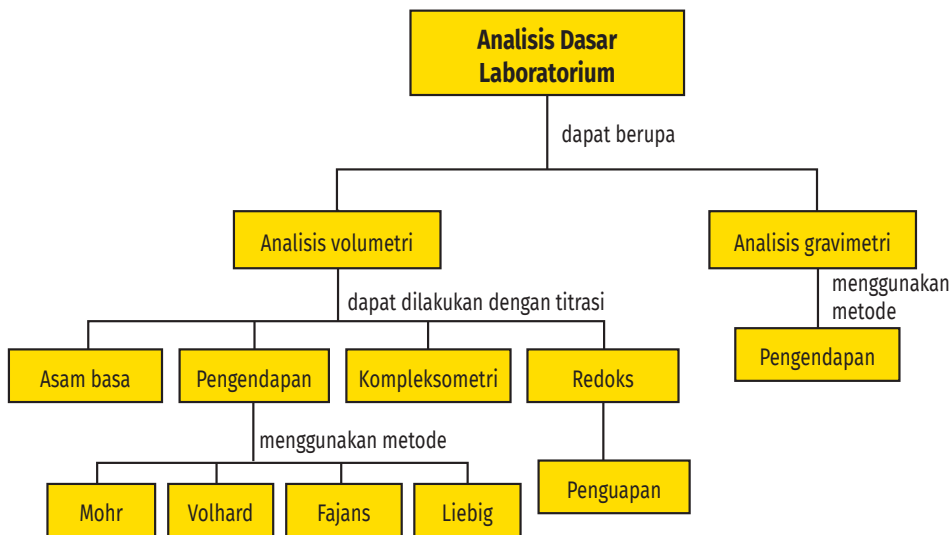 Analisis Dasar
Laboratorium
dapat berupa
Analisis volumetri
Analisis gravimetri
dapat dilakukan dengan titrasi
menggunakan
metode
Asam basa
Pengendapan
Kompleksometri
Redoks
Pengendapan
menggunakan metode
Mohr
Volhard
Fajans
Liebig
Penguapan